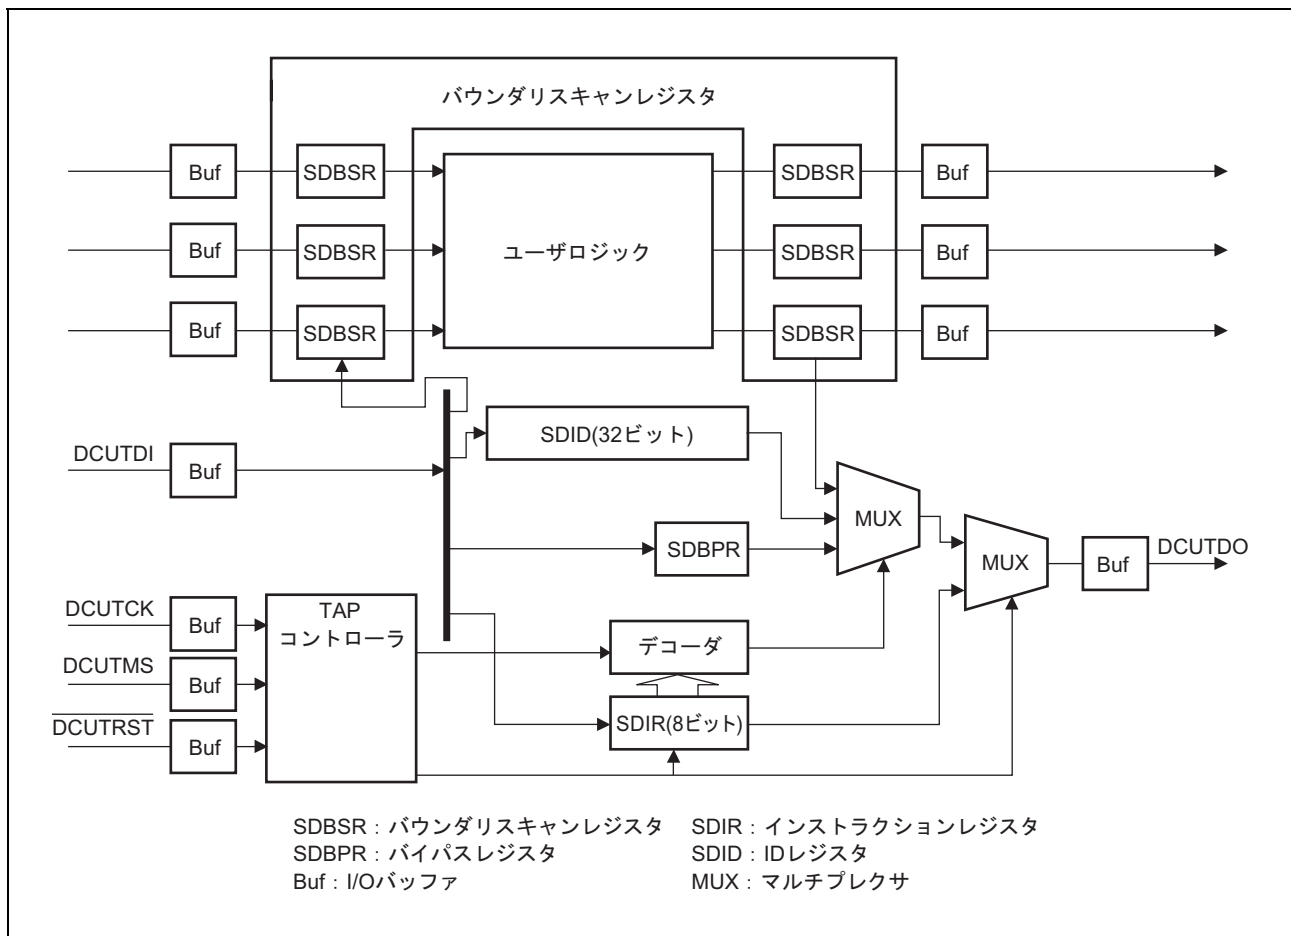 バウンダリスキャンレジスタ
Buf
SDBSR
SDBSR
Buf
Buf
SDBSR
ユーザロジック
SDBSR
Buf
Buf
SDBSR
SDBSR
Buf
DCUTDI
Buf
SDID(32ビット)
MUX
SDBPR
MUX
Buf
DCUTDO
DCUTCK
Buf
TAP
コントローラ
デコーダ
DCUTMS
Buf
SDIR(8ビット)
DCUTRST
Buf
SDBSR：バウンダリスキャンレジスタ
SDIR：インストラクションレジスタ
SDBPR：バイパスレジスタ
SDID：IDレジスタ
Buf：I/Oバッファ
MUX：マルチプレクサ